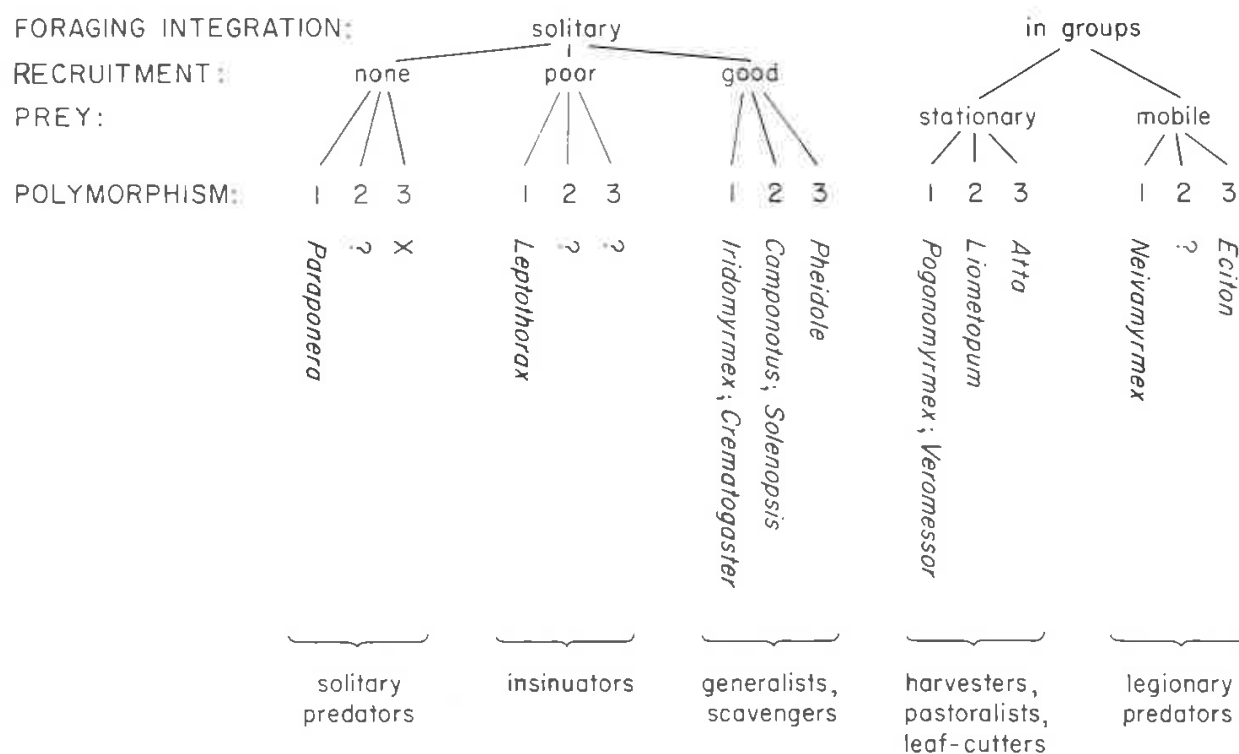 FORAGING INTEGRATION: solitary in groups
RECRUITMENT: none poor good
PREY: stationary mobile
POLYMORPHISM: 1 2 3 1 2 3 1 2 3 1 2 3 1 2 3
Paraponera
?
X
Leptothorax
?
?
Iridomyrmex; Crematogaster
Camponotus; Solenopsis
Pheidole
Pogonomyrmex; Veromessor
Liometopum
Atta
Neivamyrmex
?
Eciton
solitary
predators
insinuators
generalists,
scavengers
harvesters,
pastoralists,
leaf-cutters
legionary
predators